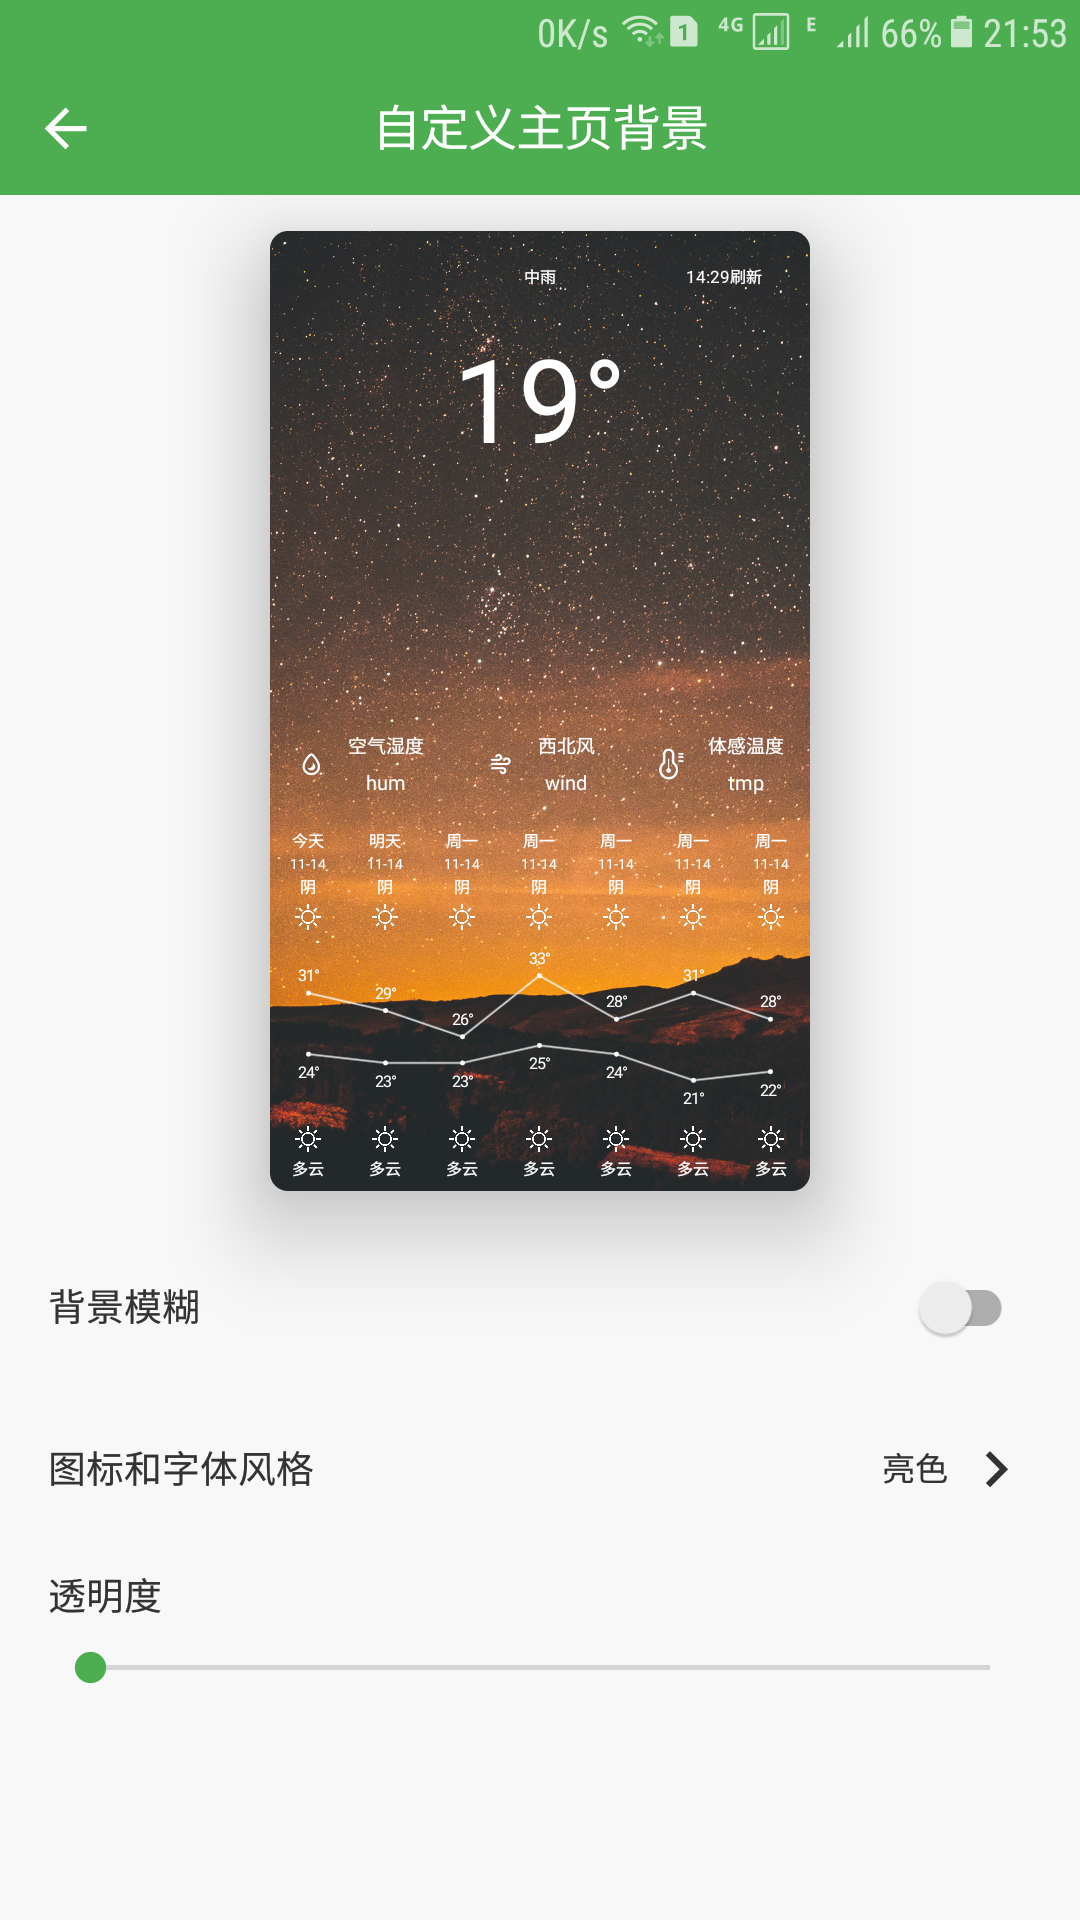 0K/s 1 4G E 66% 21:53
自定义主页背景
中雨 14:29刷新
19°
空气湿度 西北风 体感温度
hum wind tmp
今天 明天 周一 周一 周一 周一 周一
11-14 11-14 11-14 11-14 11-14 11-14 11-14
阴 阴 阴 阴 阴 阴 阴
31° 29° 26° 33° 28° 31° 28°
24° 23° 23° 25° 24° 21° 22°
多云 多云 多云 多云 多云 多云 多云
背景模糊
图标和字体风格 亮色
透明度